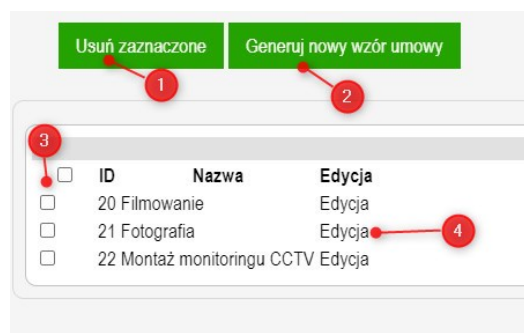 Usuń zaznaczone Generuj nowy wzór umowy
1
2
3
ID Nazwa Edycja
20 Filmowanie Edycja
21 Fotografia Edycja 4
22 Montaż monitoringu CCTV Edycja